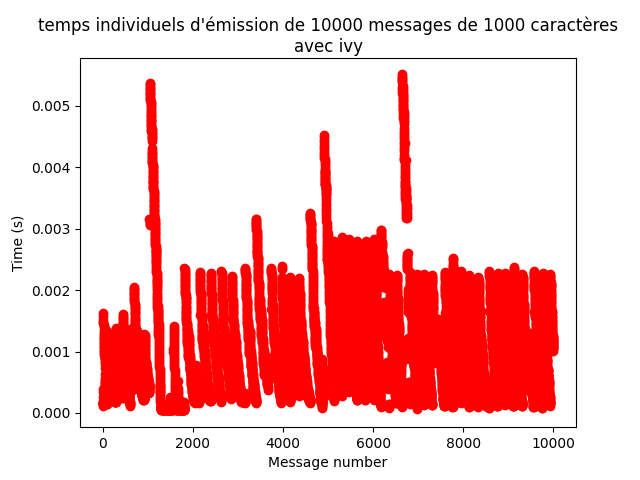 temps individuels d'émission de 10000 messages de 1000 caractères
avec ivy
0.005
0.004
0.003
0.002
0.001
0.000
Time (s)
0 2000 4000 6000 8000 10000
Message number